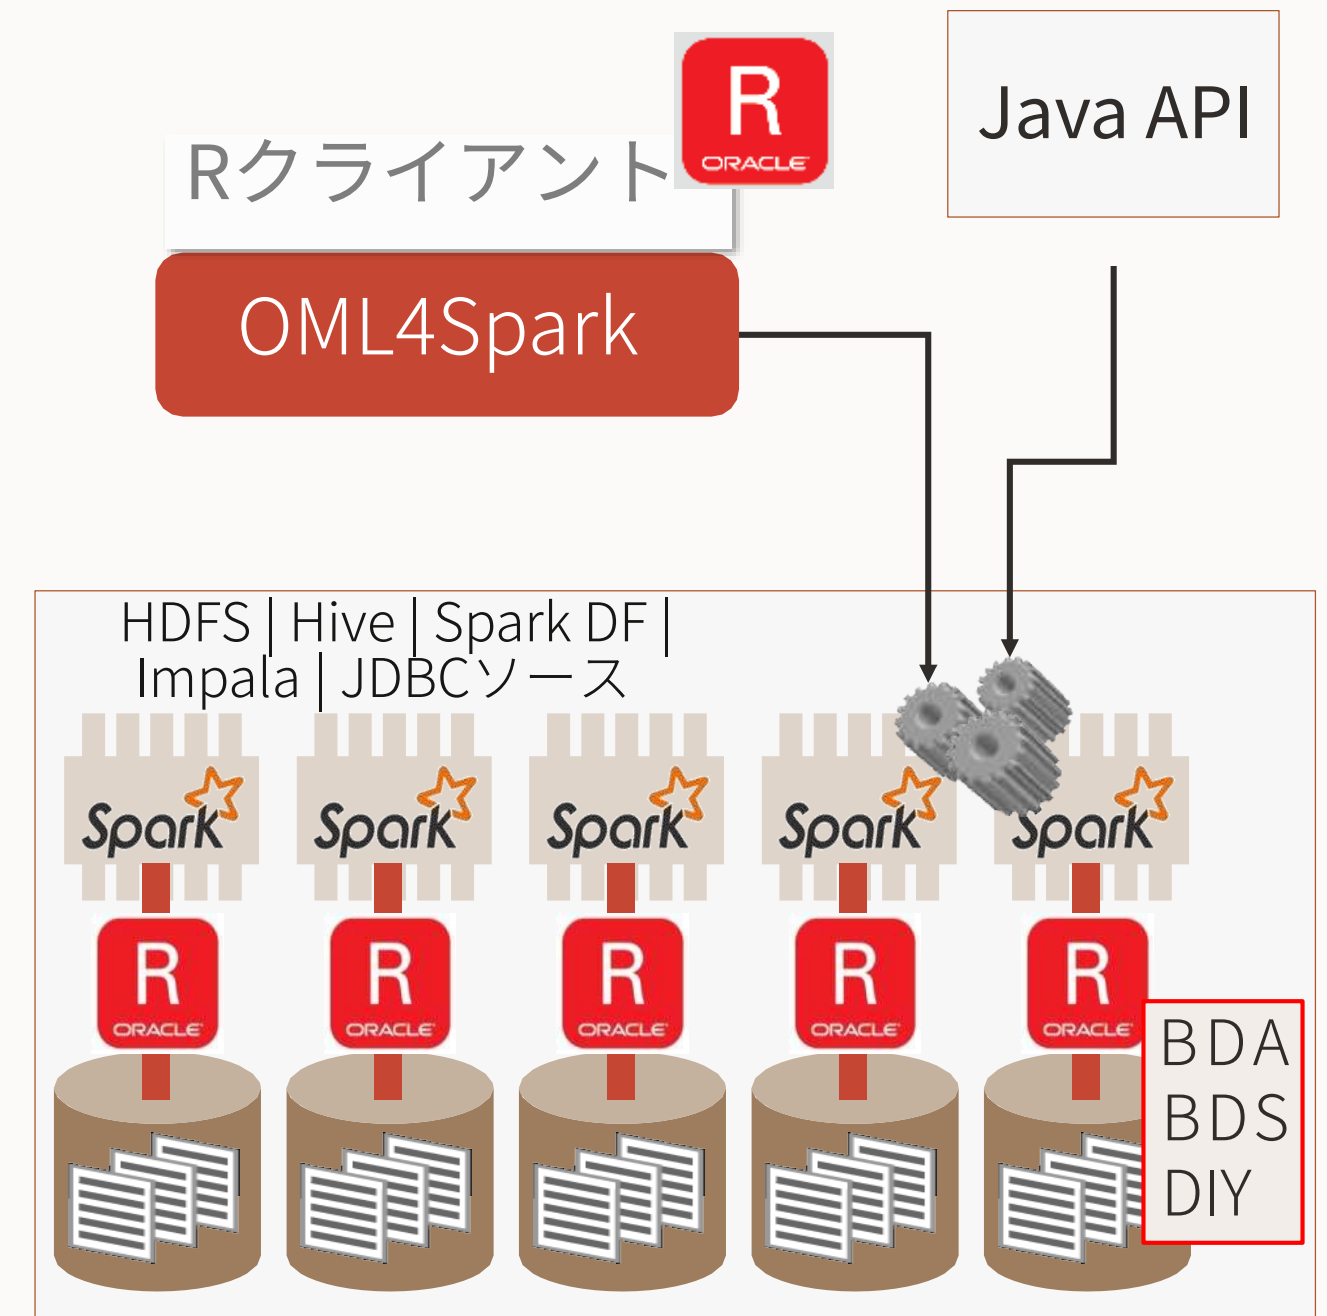 R
ORACLE
Java API
Rクライアント
OML4Spark
HDFS | Hive | Spark DF |
Impala | JDBCソース
Spark Spark Spark Spark Spark
R R R R R
ORACLE ORACLE ORACLE ORACLE ORACLE
BDA
BDS
DIY